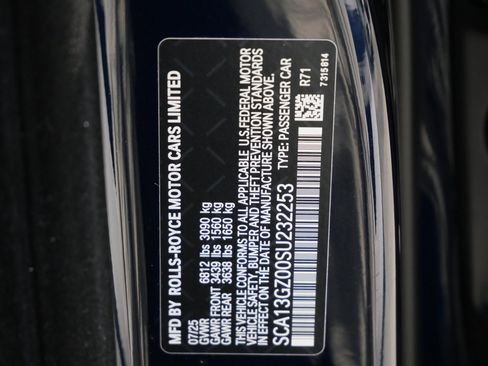 MFD BY ROLLS-ROYCE MOTOR CARS LIMITED
07/25
GVWR 6812 lbs 3090 kg
GAWR FRONT 3439 lbs 1560 kg
GAWR REAR 3638 lbs 1650 kg
THIS VEHICLE CONFORMS TO ALL APPLICABLE U.S.FEDERAL MOTOR
VEHICLE SAFETY, BUMPER AND THEFT PREVENTION STANDARDS
IN EFFECT ON THE DATE OF MANUFACTURE SHOWN ABOVE.
SCA13GZ00SU232253 TYPE: PASSENGER CAR
R71
7315814